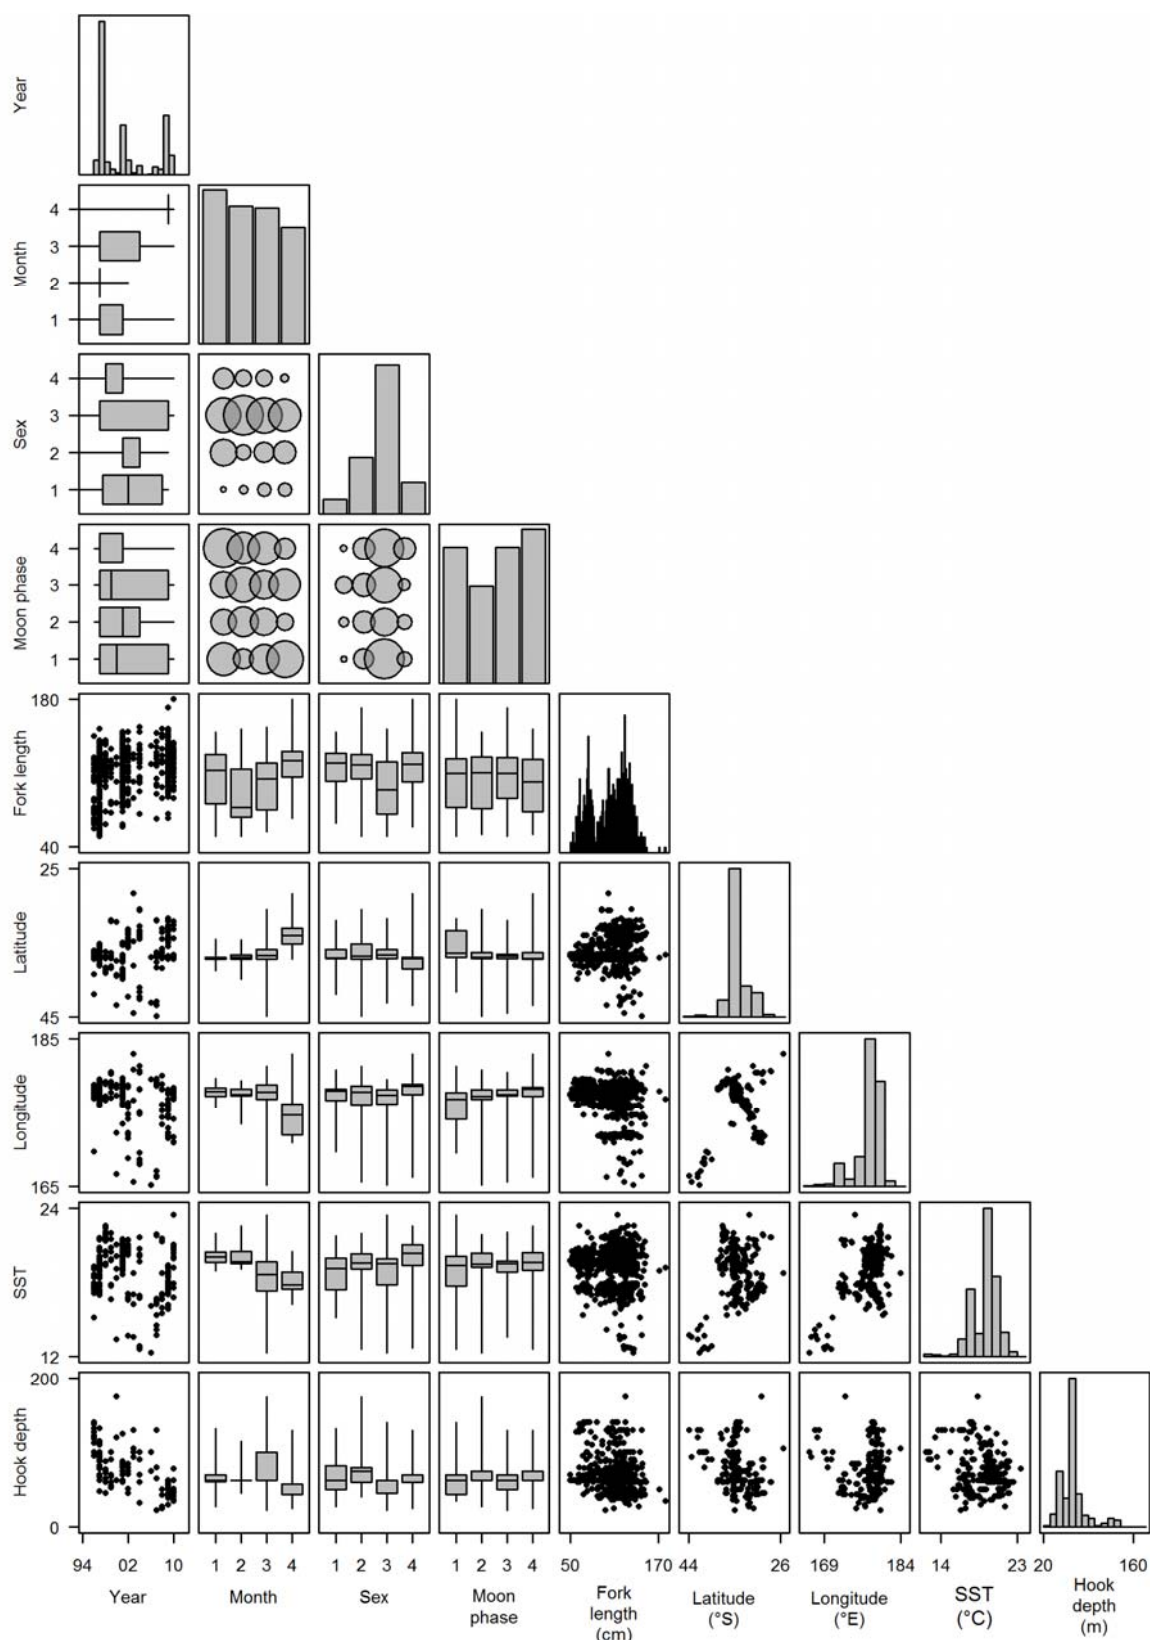 Year
4
3
2
1
Month
4
3
2
1
Sex
4
3
2
1
Moon phase
180
40
Fork length
25
45
Latitude
185
165
Longitude
24
12
SST
200
0
Hook depth
94 02 10 1 2 3 4 1 2 3 4 1 2 3 4 50 170 44 26 169 184 14 23 20 160
Year Month Sex Moon phase Fork length (cm) Latitude (°S) Longitude (°E) SST (°C) Hook depth (m)